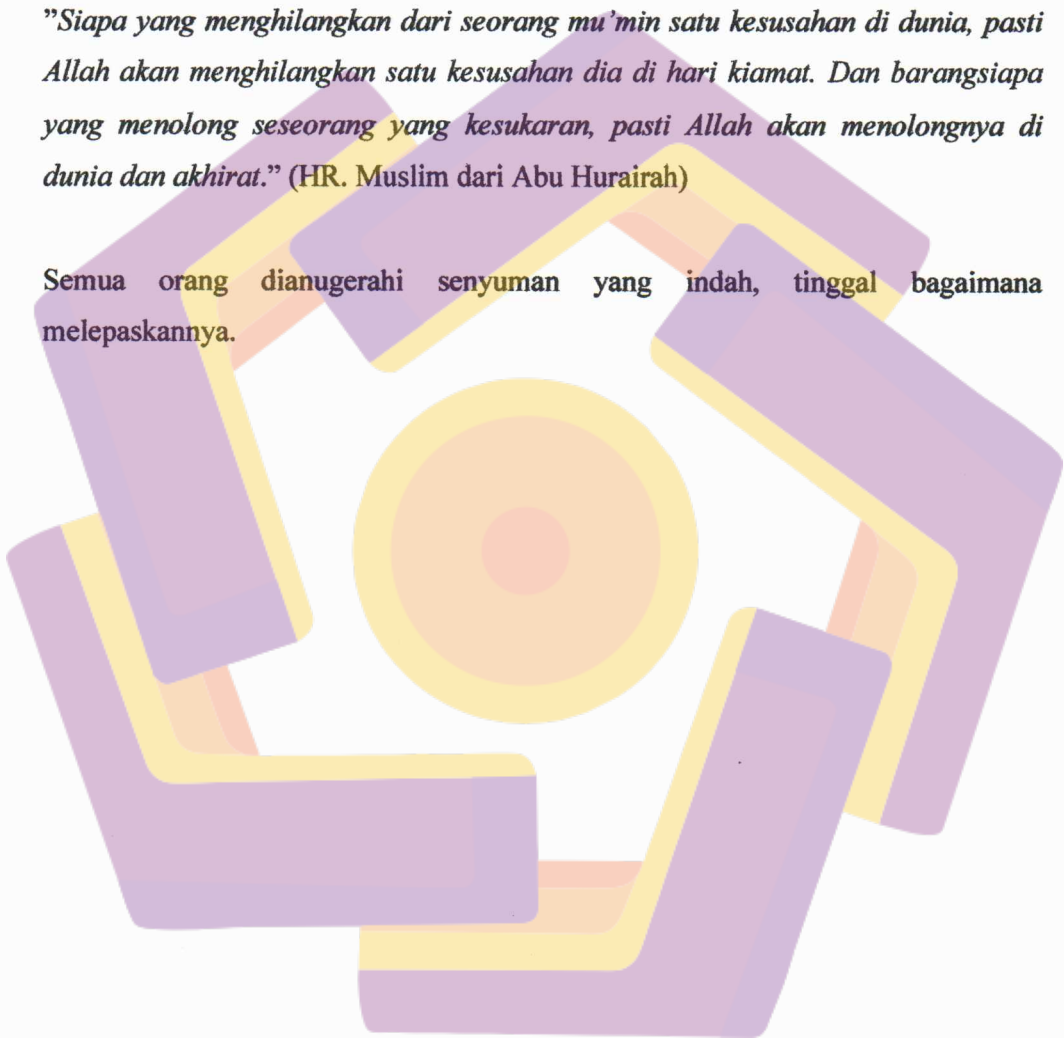 ”Siapa yang menghilangkan dari seorang mu’min satu kesusahan di dunia, pasti
Allah akan menghilangkan satu kesusahan dia di hari kiamat. Dan barangsiapa
yang menolong seseorang yang kesukaran, pasti Allah akan menolongnya di
dunia dan akhirat.” (HR. Muslim dari Abu Hurairah)
Semua orang dianugerahi senyuman yang indah, tinggal bagaimana
melepaskannya.